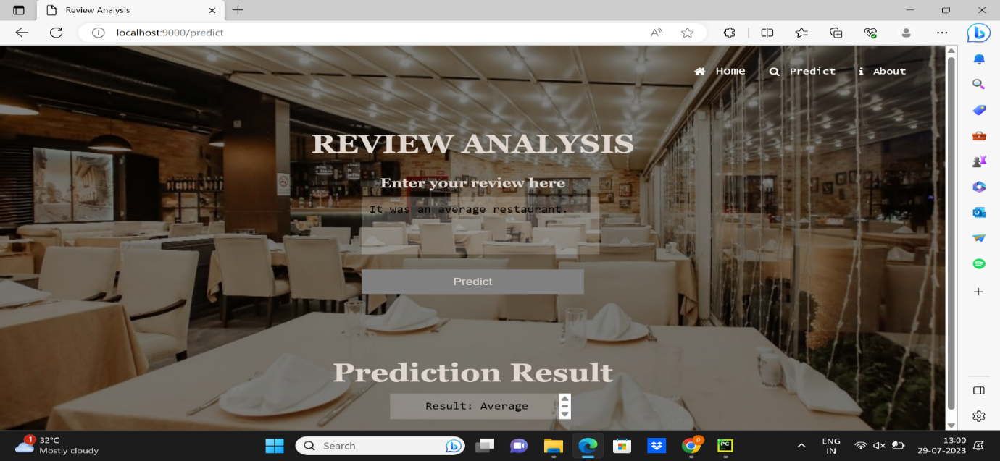 Review Analysis
localhost:9000/predict
Home Predict About
REVIEW ANALYSIS
Enter your review here
It was an average restaurant.
Predict
Prediction Result
Result: Average
1
32°C
Mostly cloudy
Search
P
PC
ENG
IN
13:00
29-07-2023